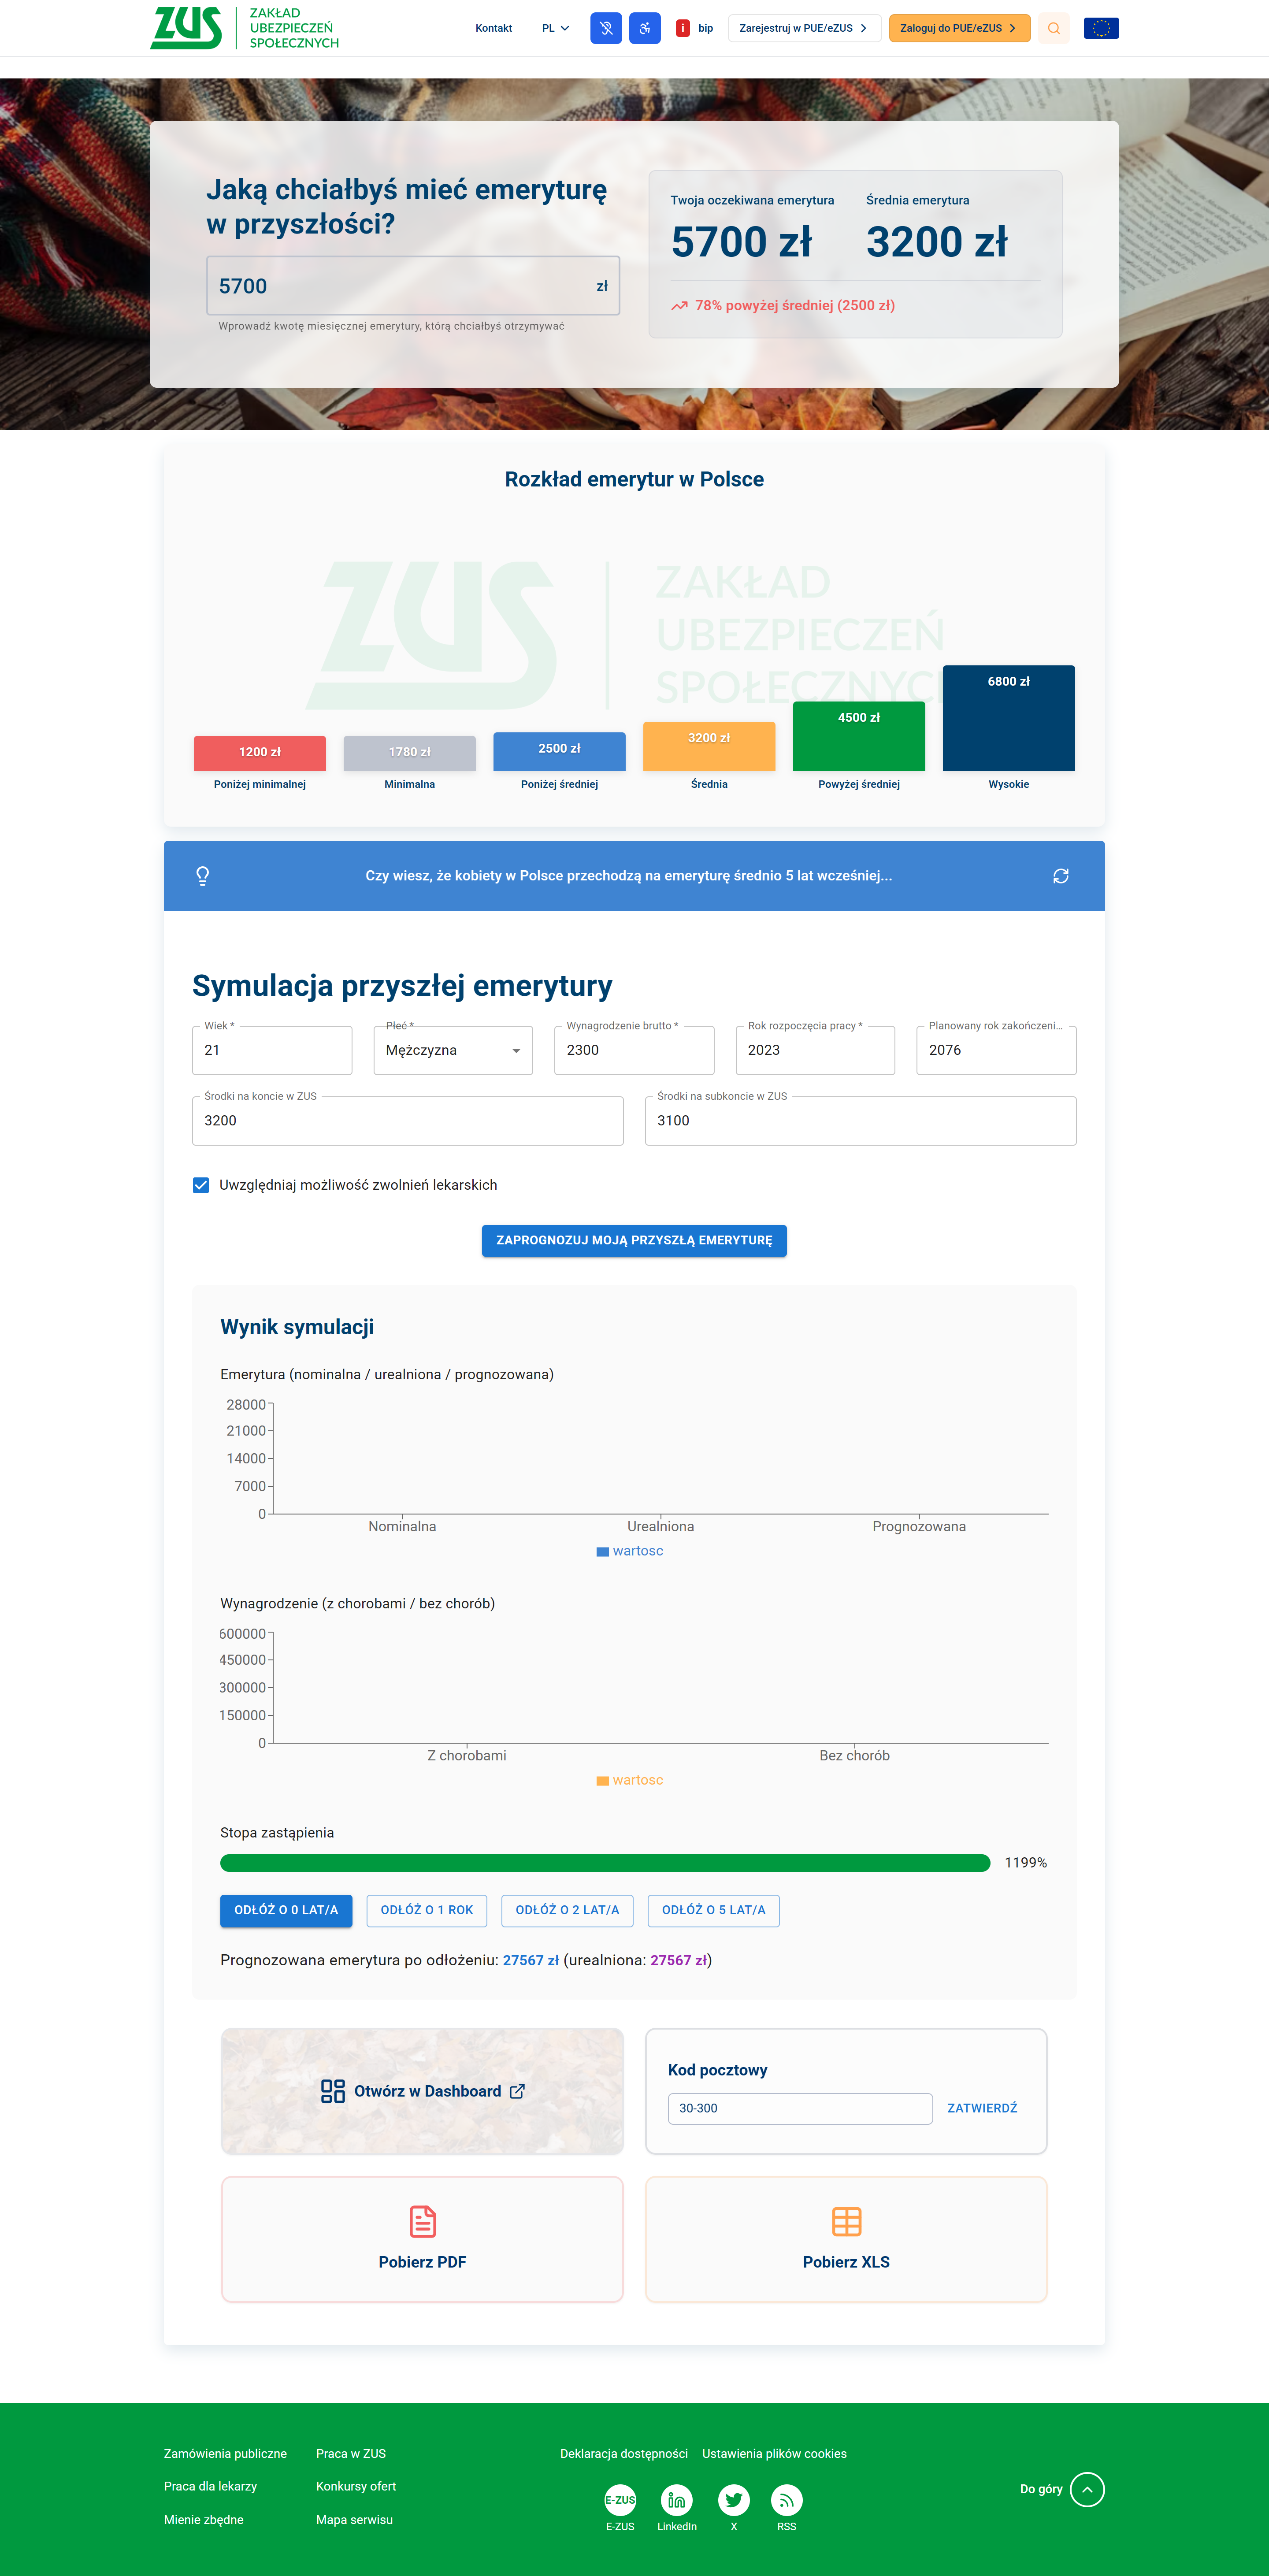 ZUS
ZAKŁAD
UBEZPIECZEŃ
SPOŁECZNYCH
Kontakt
PL
i bip
Zarejestruj w PUE/eZUS
Zaloguj do PUE/eZUS
Jaką chciałbyś mieć emeryturę
w przyszłości?
5700 zł
Wprowadź kwotę miesięcznej emerytury, którą chciałbyś otrzymywać
Twoja oczekiwana emerytura Średnia emerytura
5700 zł 3200 zł
78% powyżej średniej (2500 zł)
Rozkład emerytur w Polsce
ZUS
ZAKŁAD
UBEZPIECZEŃ
SPOŁECZNYC
1200 zł 1780 zł 2500 zł 3200 zł 4500 zł 6800 zł
Poniżej minimalnej Minimalna Poniżej średniej Średnia Powyżej średniej Wysokie
Czy wiesz, że kobiety w Polsce przechodzą na emeryturę średnio 5 lat wcześniej...
Symulacja przyszłej emerytury
Wiek * Płeć * Wynagrodzenie brutto * Rok rozpoczęcia pracy * Planowany rok zakończeni...
21 Mężczyzna 2300 2023 2076
Środki na koncie w ZUS Środki na subkoncie w ZUS
3200 3100
Uwzględniaj możliwość zwolnień lekarskich
ZAPROGNOZUJ MOJĄ PRZYSZŁĄ EMERYTURĘ
Wynik symulacji
Emerytura (nominalna / urealniona / prognozowana)
28000
21000
14000
7000
0
Nominalna Urealniona Prognozowana
wartosc
Wynagrodzenie (z chorobami / bez chorób)
600000
450000
300000
150000
0
Z chorobami Bez chorób
wartosc
Stopa zastąpienia
1199%
ODŁÓŻ O 0 LAT/A ODŁÓŻ O 1 ROK ODŁÓŻ O 2 LAT/A ODŁÓŻ O 5 LAT/A
Prognozowana emerytura po odłożeniu: 27567 zł (urealniona: 27567 zł)
Otwórz w Dashboard
Kod pocztowy
30-300 ZATWIERDŹ
Pobierz PDF
Pobierz XLS
Zamówienia publiczne
Praca dla lekarzy
Mienie zbędne
Praca w ZUS
Konkursy ofert
Mapa serwisu
Deklaracja dostępności Ustawienia plików cookies
E-ZUS
E-ZUS LinkedIn X RSS
Do góry